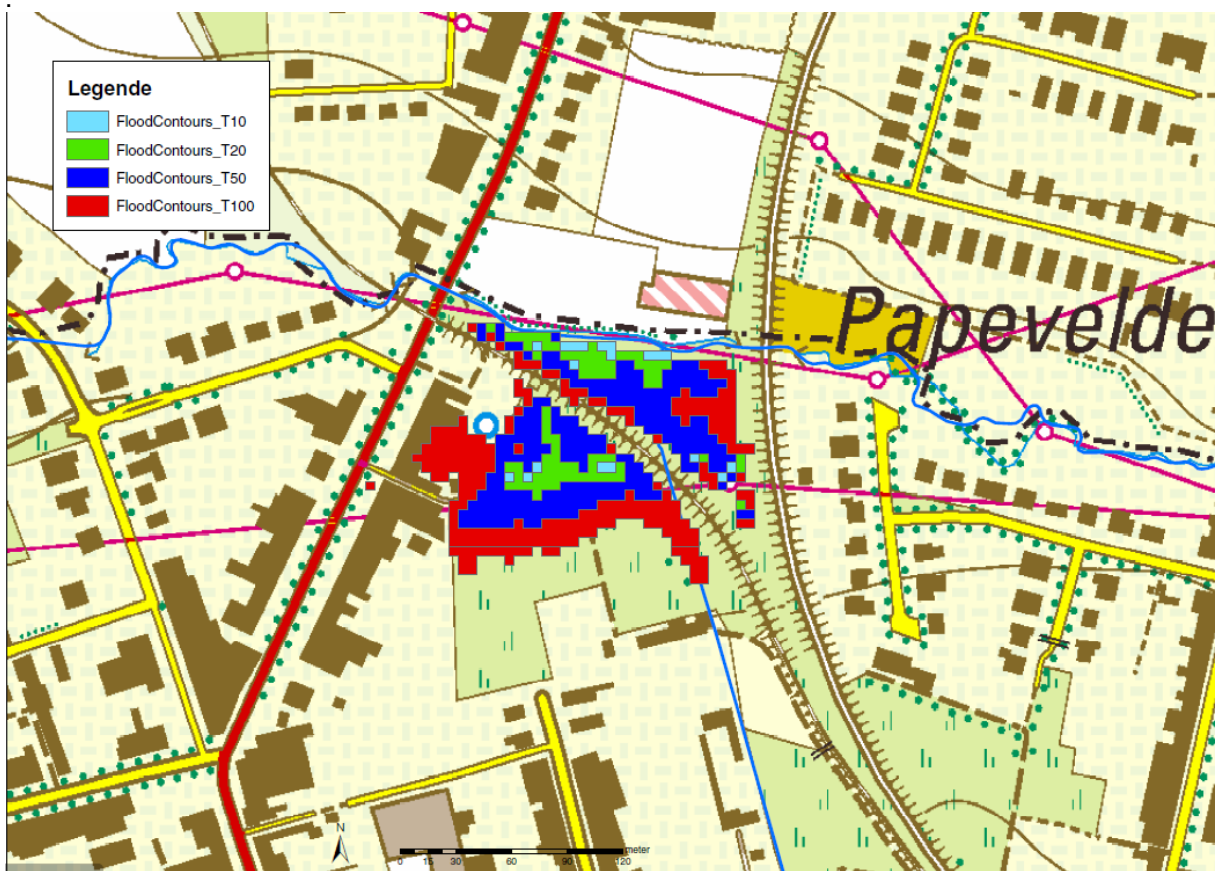 Legende
FloodContours_T10
FloodContours_T20
FloodContours_T50
FloodContours_T100
Papevelde
N
meter
0 15 30 60 90 120